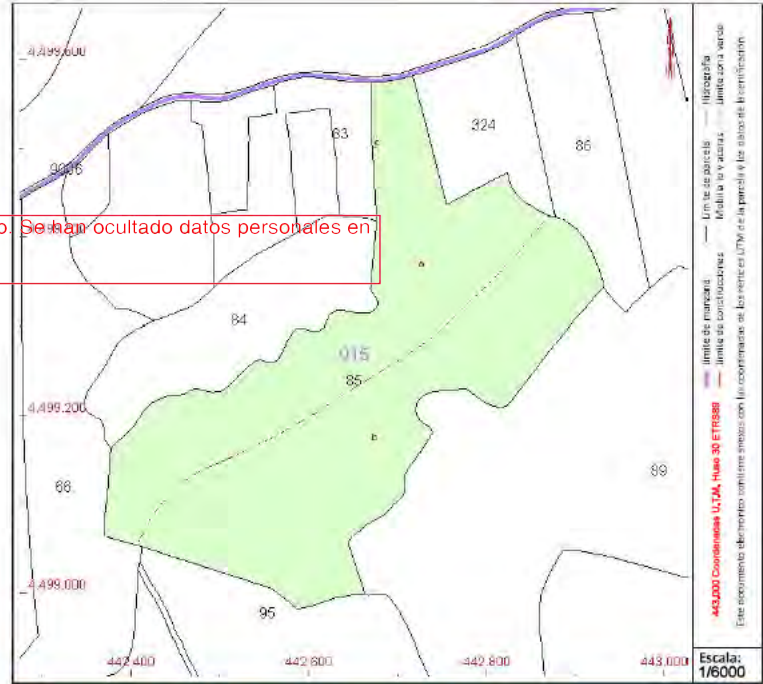 4,499,600
83
324
86
9006
c
o. Se han ocultado datos personales en
a
84
015
85
4,499,200
b
66
89
4,499,000
95
442,400
442,600
442,800
443,000
Escala:
1/6000
límite de manzana
Límite de parcela
Hidrografía
límite de construcciones
Mobiliario y aceras
Límite zona verde
443,000 Coordenadas U.T.M. Huso 30 ETRS89
Este documento electrónico contiene anexos con las coordenadas de los vértices UTM de la parcela y los datos de la certificación